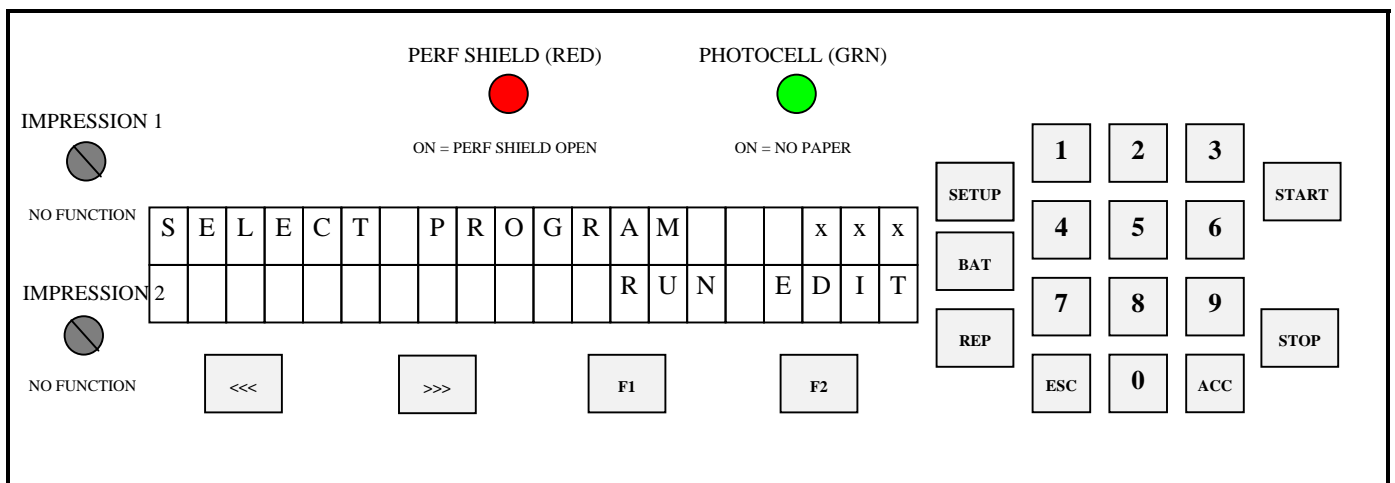 PERF SHIELD (RED)
PHOTOCELL (GRN)
IMPRESSION 1
ON = PERF SHIELD OPEN
ON = NO PAPER
NO FUNCTION
SELECT PROGRAM xxx
RUN EDIT
IMPRESSION 2
NO FUNCTION
<<<
>>>
F1
F2
SETUP
BAT
REP
1 2 3
4 5 6
7 8 9
ESC 0 ACC
START
STOP